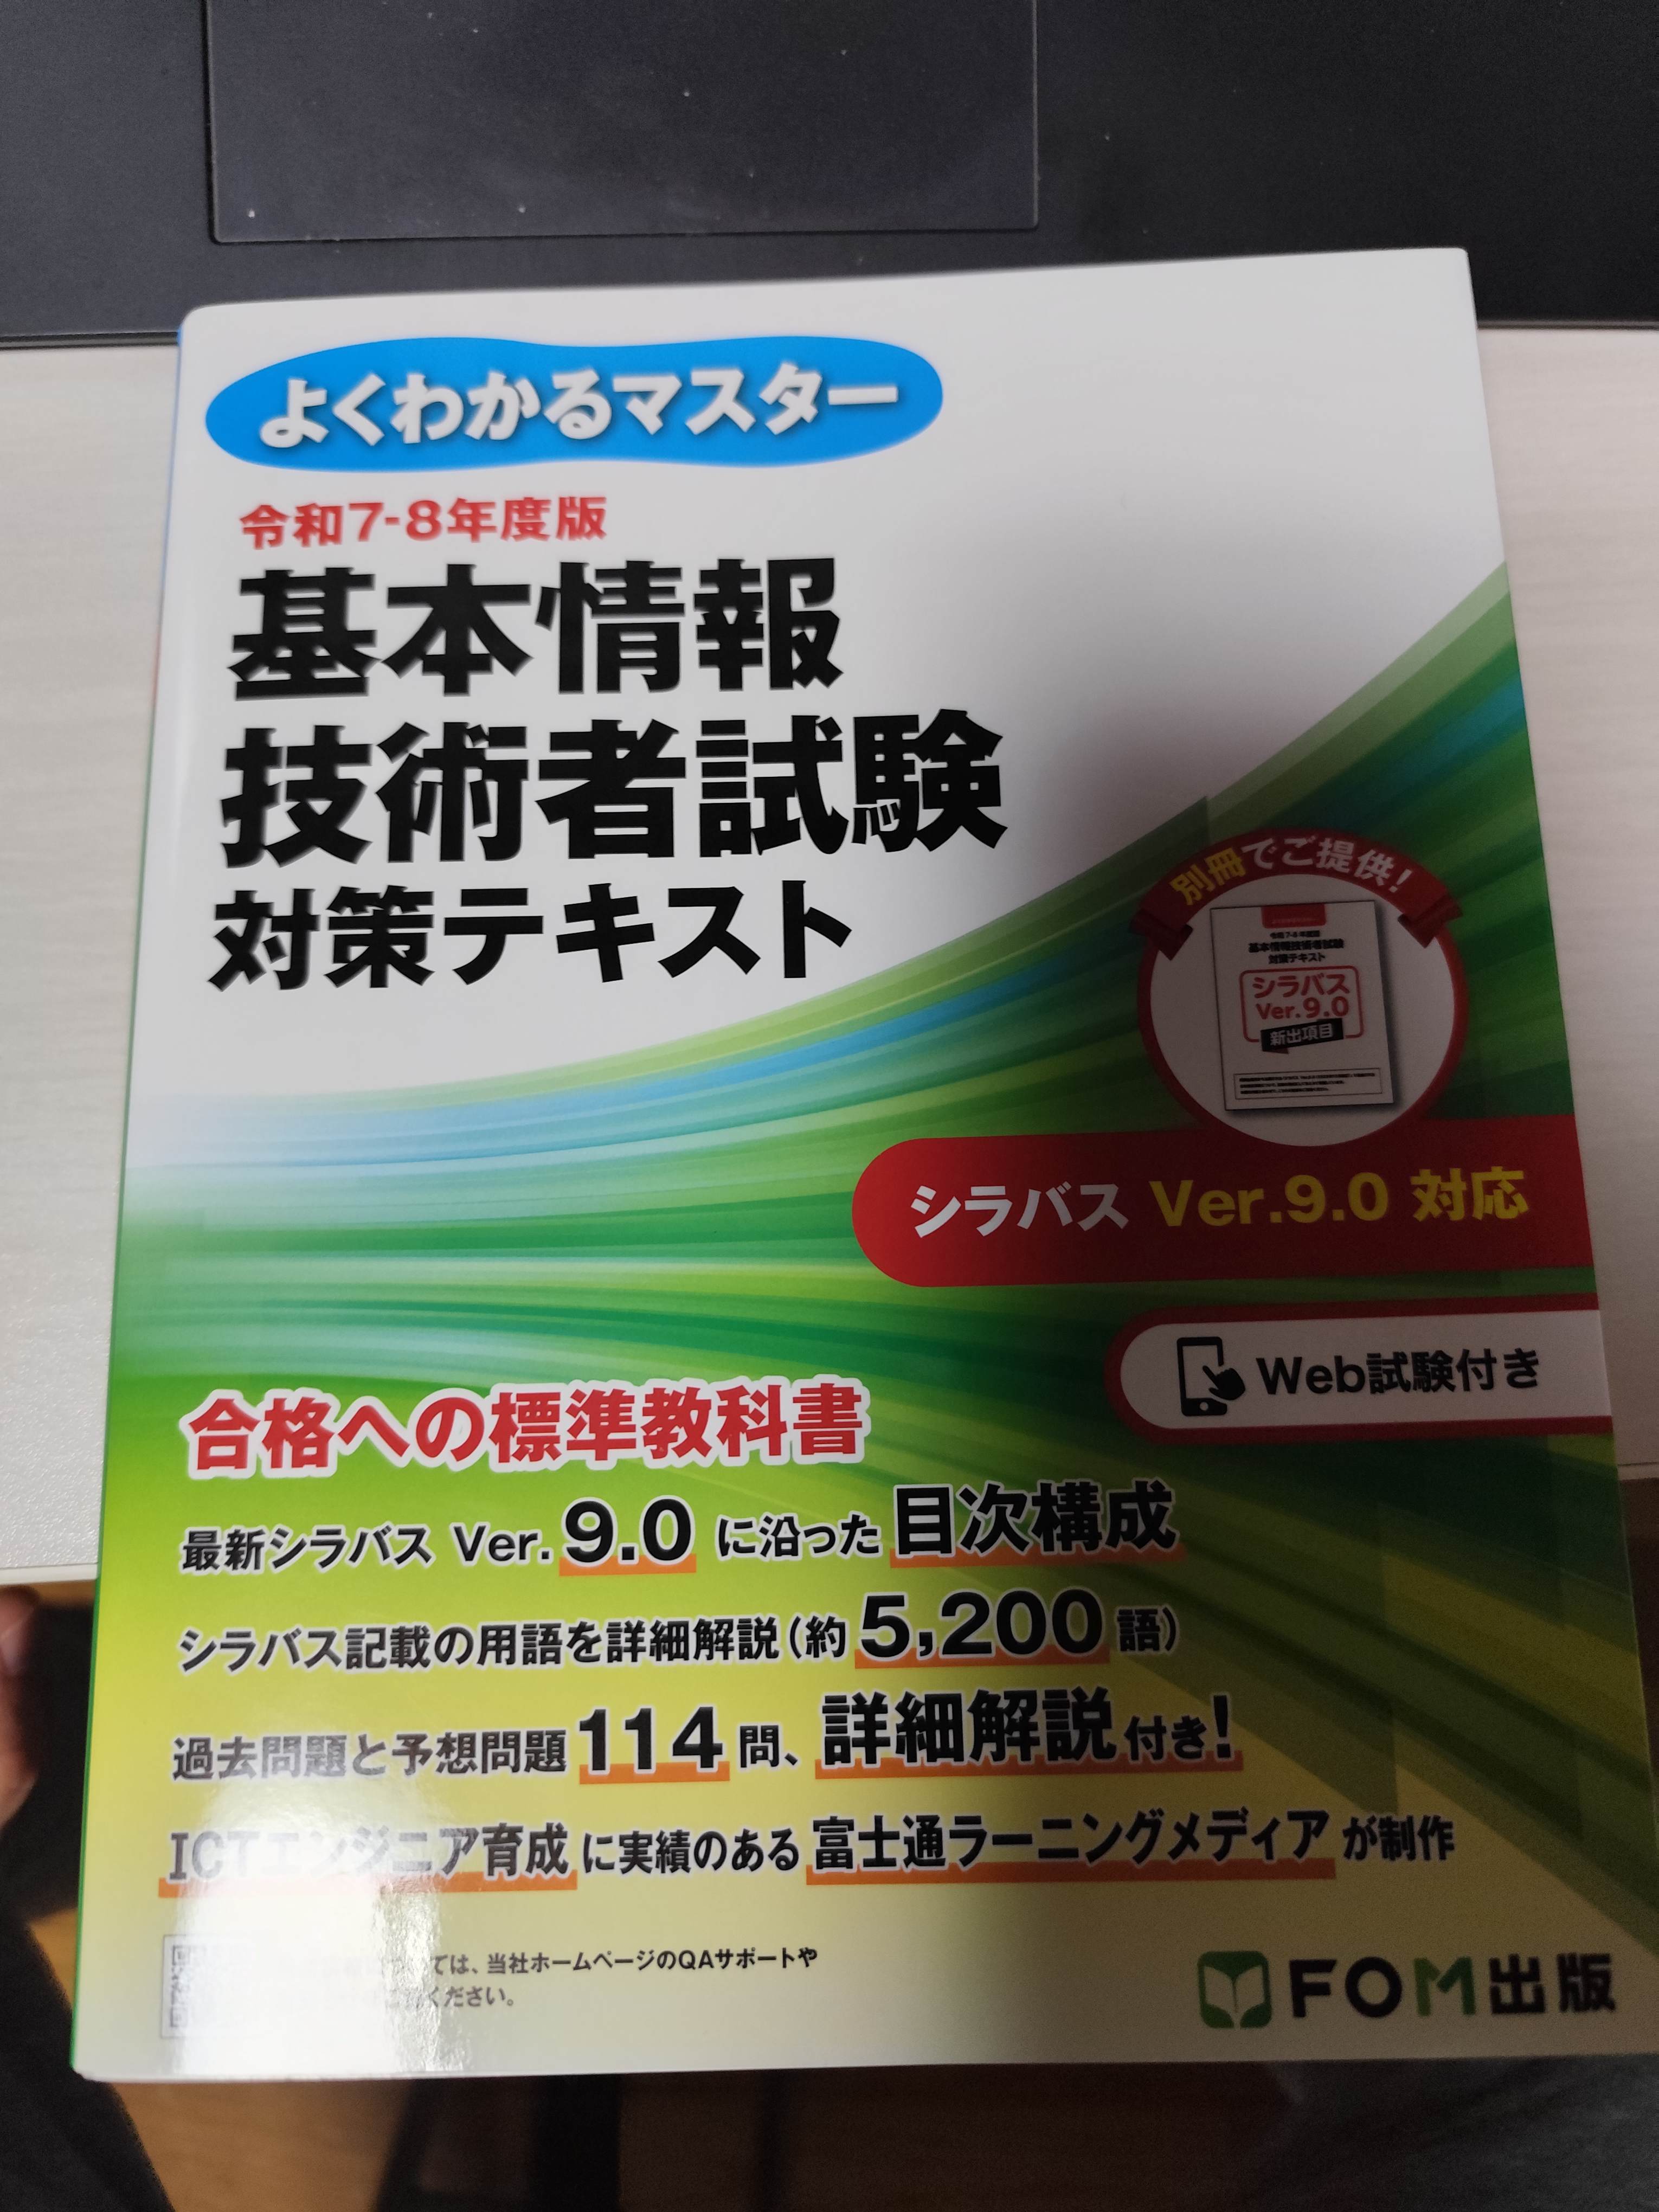 よくわかるマスター
令和7-8年度版
基本情報
技術者試験
対策テキスト
別冊でご提供!
令和7-8年度版
基本情報技術者試験
対策テキスト
シラバス
Ver.9.0
新出項目
シラバス Ver.9.0 対応
Web試験付き
合格への標準教科書
最新シラバス Ver.9.0 に沿った目次構成
シラバス記載の用語を詳細解説(約5,200語)
過去問題と予想問題114問、詳細解説付き!
ICTエンジニア育成に実績のある富士通ラーニングメディアが制作
ては、当社ホームページのQAサポートや
ください。
FOM出版